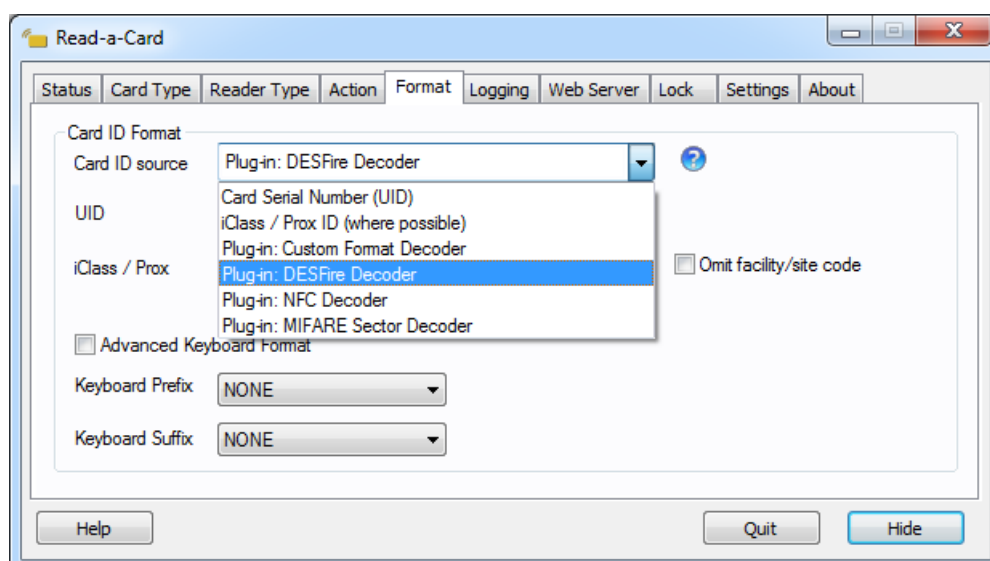 Read-a-Card
Status Card Type Reader Type Action Format Logging Web Server Lock Settings About
Card ID Format
Card ID source Plug-in: DESFire Decoder ?
Card Serial Number (UID)
UID
iClass / Prox ID (where possible)
Plug-in: Custom Format Decoder
iClass / Prox Plug-in: DESFire Decoder Omit facility/site code
Plug-in: NFC Decoder
Plug-in: MIFARE Sector Decoder
Advanced Keyboard Format
Keyboard Prefix NONE
Keyboard Suffix NONE
Help Quit Hide